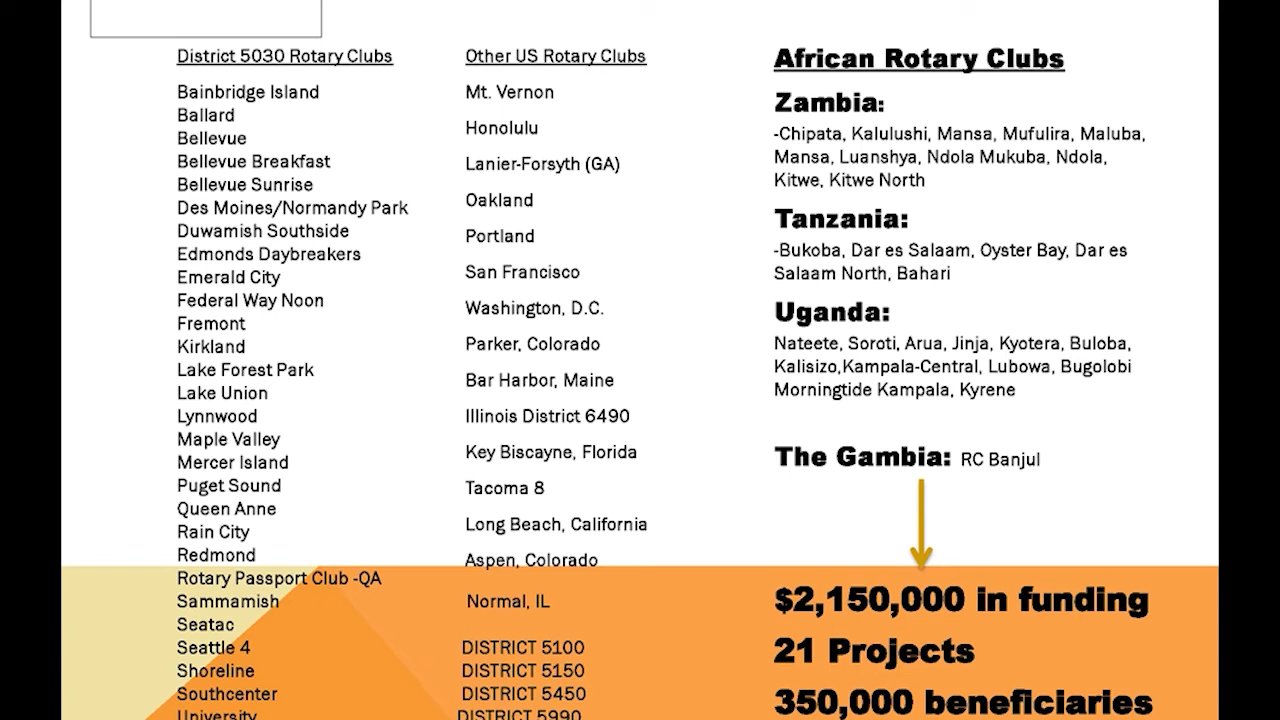 District 5030 Rotary Clubs
Bainbridge Island
Ballard
Bellevue
Bellevue Breakfast
Bellevue Sunrise
Des Moines/Normandy Park
Duwamish Southside
Edmonds Daybreakers
Emerald City
Federal Way Noon
Fremont
Kirkland
Lake Forest Park
Lake Union
Lynnwood
Maple Valley
Mercer Island
Puget Sound
Queen Anne
Rain City
Redmond
Rotary Passport Club -QA
Sammamish
Seatac
Seattle 4
Shoreline
Southcenter
University
Other US Rotary Clubs
Mt. Vernon
Honolulu
Lanier-Forsyth (GA)
Oakland
Portland
San Francisco
Washington, D.C.
Parker, Colorado
Bar Harbor, Maine
Illinois District 6490
Key Biscayne, Florida
Tacoma 8
Long Beach, California
Aspen, Colorado
Normal, IL
DISTRICT 5100
DISTRICT 5150
DISTRICT 5450
DISTRICT 5990
African Rotary Clubs
Zambia:
-Chipata, Kalulushi, Mansa, Mufulira, Maluba,
Mansa, Luanshya, Ndola Mukuba, Ndola,
Kitwe, Kitwe North
Tanzania:
-Bukoba, Dar es Salaam, Oyster Bay, Dar es
Salaam North, Bahari
Uganda:
Nateete, Soroti, Arua, Jinja, Kyotera, Buloba,
Kalisizo,Kampala-Central, Lubowa, Bugolobi
Morningtide Kampala, Kyrene
The Gambia: RC Banjul
$2,150,000 in funding
21 Projects
350,000 beneficiaries